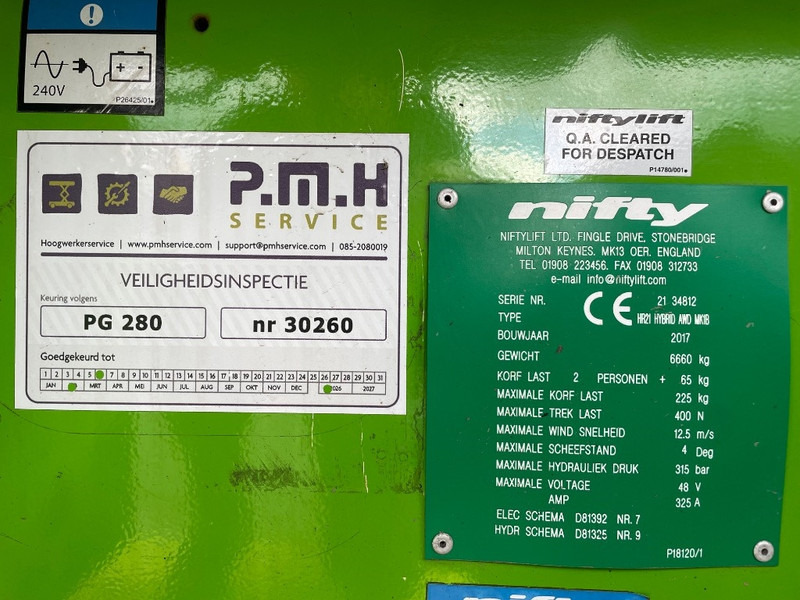 240V
+ -
P26425/01
P.M.H
SERVICE
Hoogwerkerservice | www.pmhservice.com | support@pmhservice.com | 085-2080019
VEILIGHEIDSINSPECTIE
Keuring volgens
PG 280
nr 30260
Goedgekeurd tot
1 2 3 4 5 7 8 9 10 11 12 13 14 15 16 17 18 19 20 21 22 23 24 25 26 27 28 29 30 31
JAN MRT APR MEI JUN JUL AUG SEP OKT NOV DEC 2026 2027
niftylift
Q.A. CLEARED
FOR DESPATCH
P14780/001
nifty
NIFTYLIFT LTD. FINGLE DRIVE, STONEBRIDGE
MILTON KEYNES. MK13 OER. ENGLAND
TEL 01908 223456. FAX 01908 312733
e-mail info@niftylift.com
CE
SERIE NR. 21 34812
TYPE HR21 HYBRID AWD MK1B
BOUWJAAR 2017
GEWICHT 6660 kg
KORF LAST 2 PERSONEN + 65 kg
MAXIMALE KORF LAST 225 kg
MAXIMALE TREK LAST 400 N
MAXIMALE WIND SNELHEID 12.5 m/s
MAXIMALE SCHEEFSTAND 4 Deg
MAXIMALE HYDRAULIEK DRUK 315 bar
MAXIMALE VOLTAGE 48 V
AMP 325 A
ELEC SCHEMA D81392 NR. 7
HYDR SCHEMA D81325 NR. 9
P18120/1